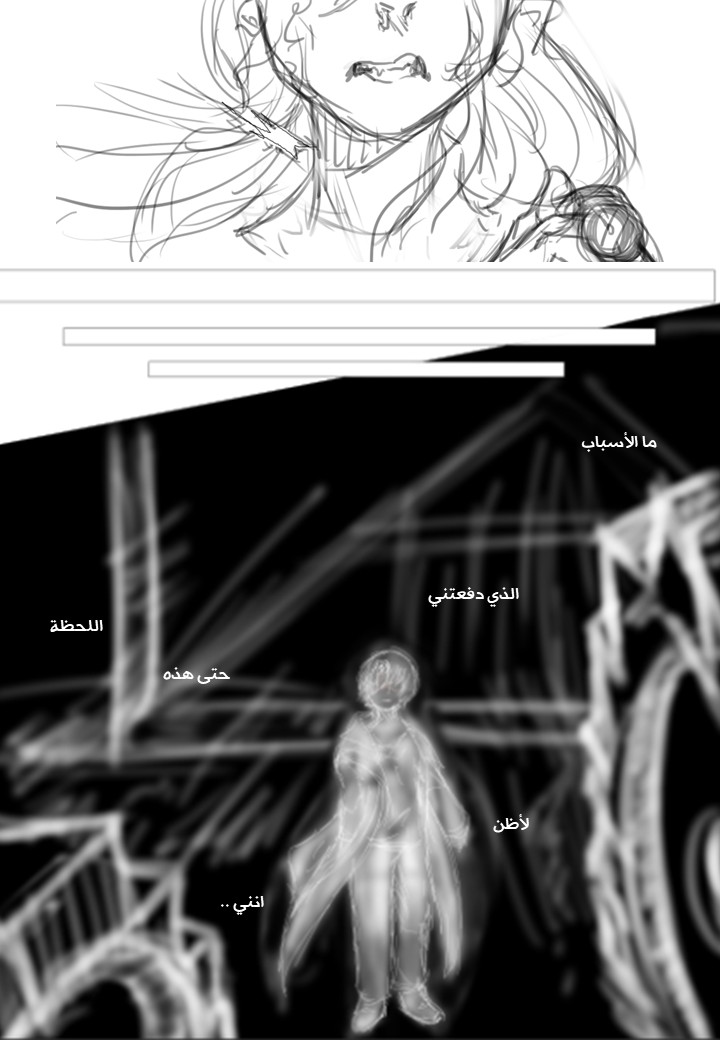 ما الأسباب
الذي دفعتني
اللحظة
حتى هذه
لأظن
انني ..